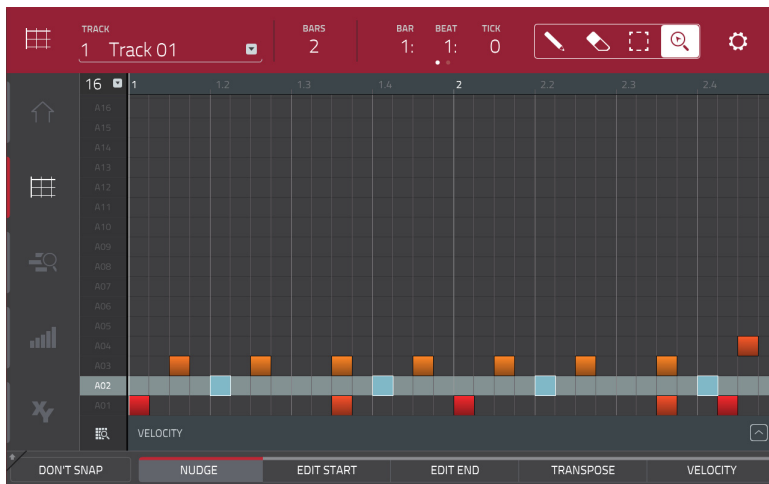 TRACK BARS BAR BEAT TICK
1 Track 01 2 1: 1: 0
16 1 1.2 1.3 1.4 2 2.2 2.3 2.4
A16
A15
A14
A13
A12
A11
A10
A09
A08
A07
A06
A05
A04
A03
A02
A01
XY
VELOCITY
DON'T SNAP NUDGE EDIT START EDIT END TRANSPOSE VELOCITY